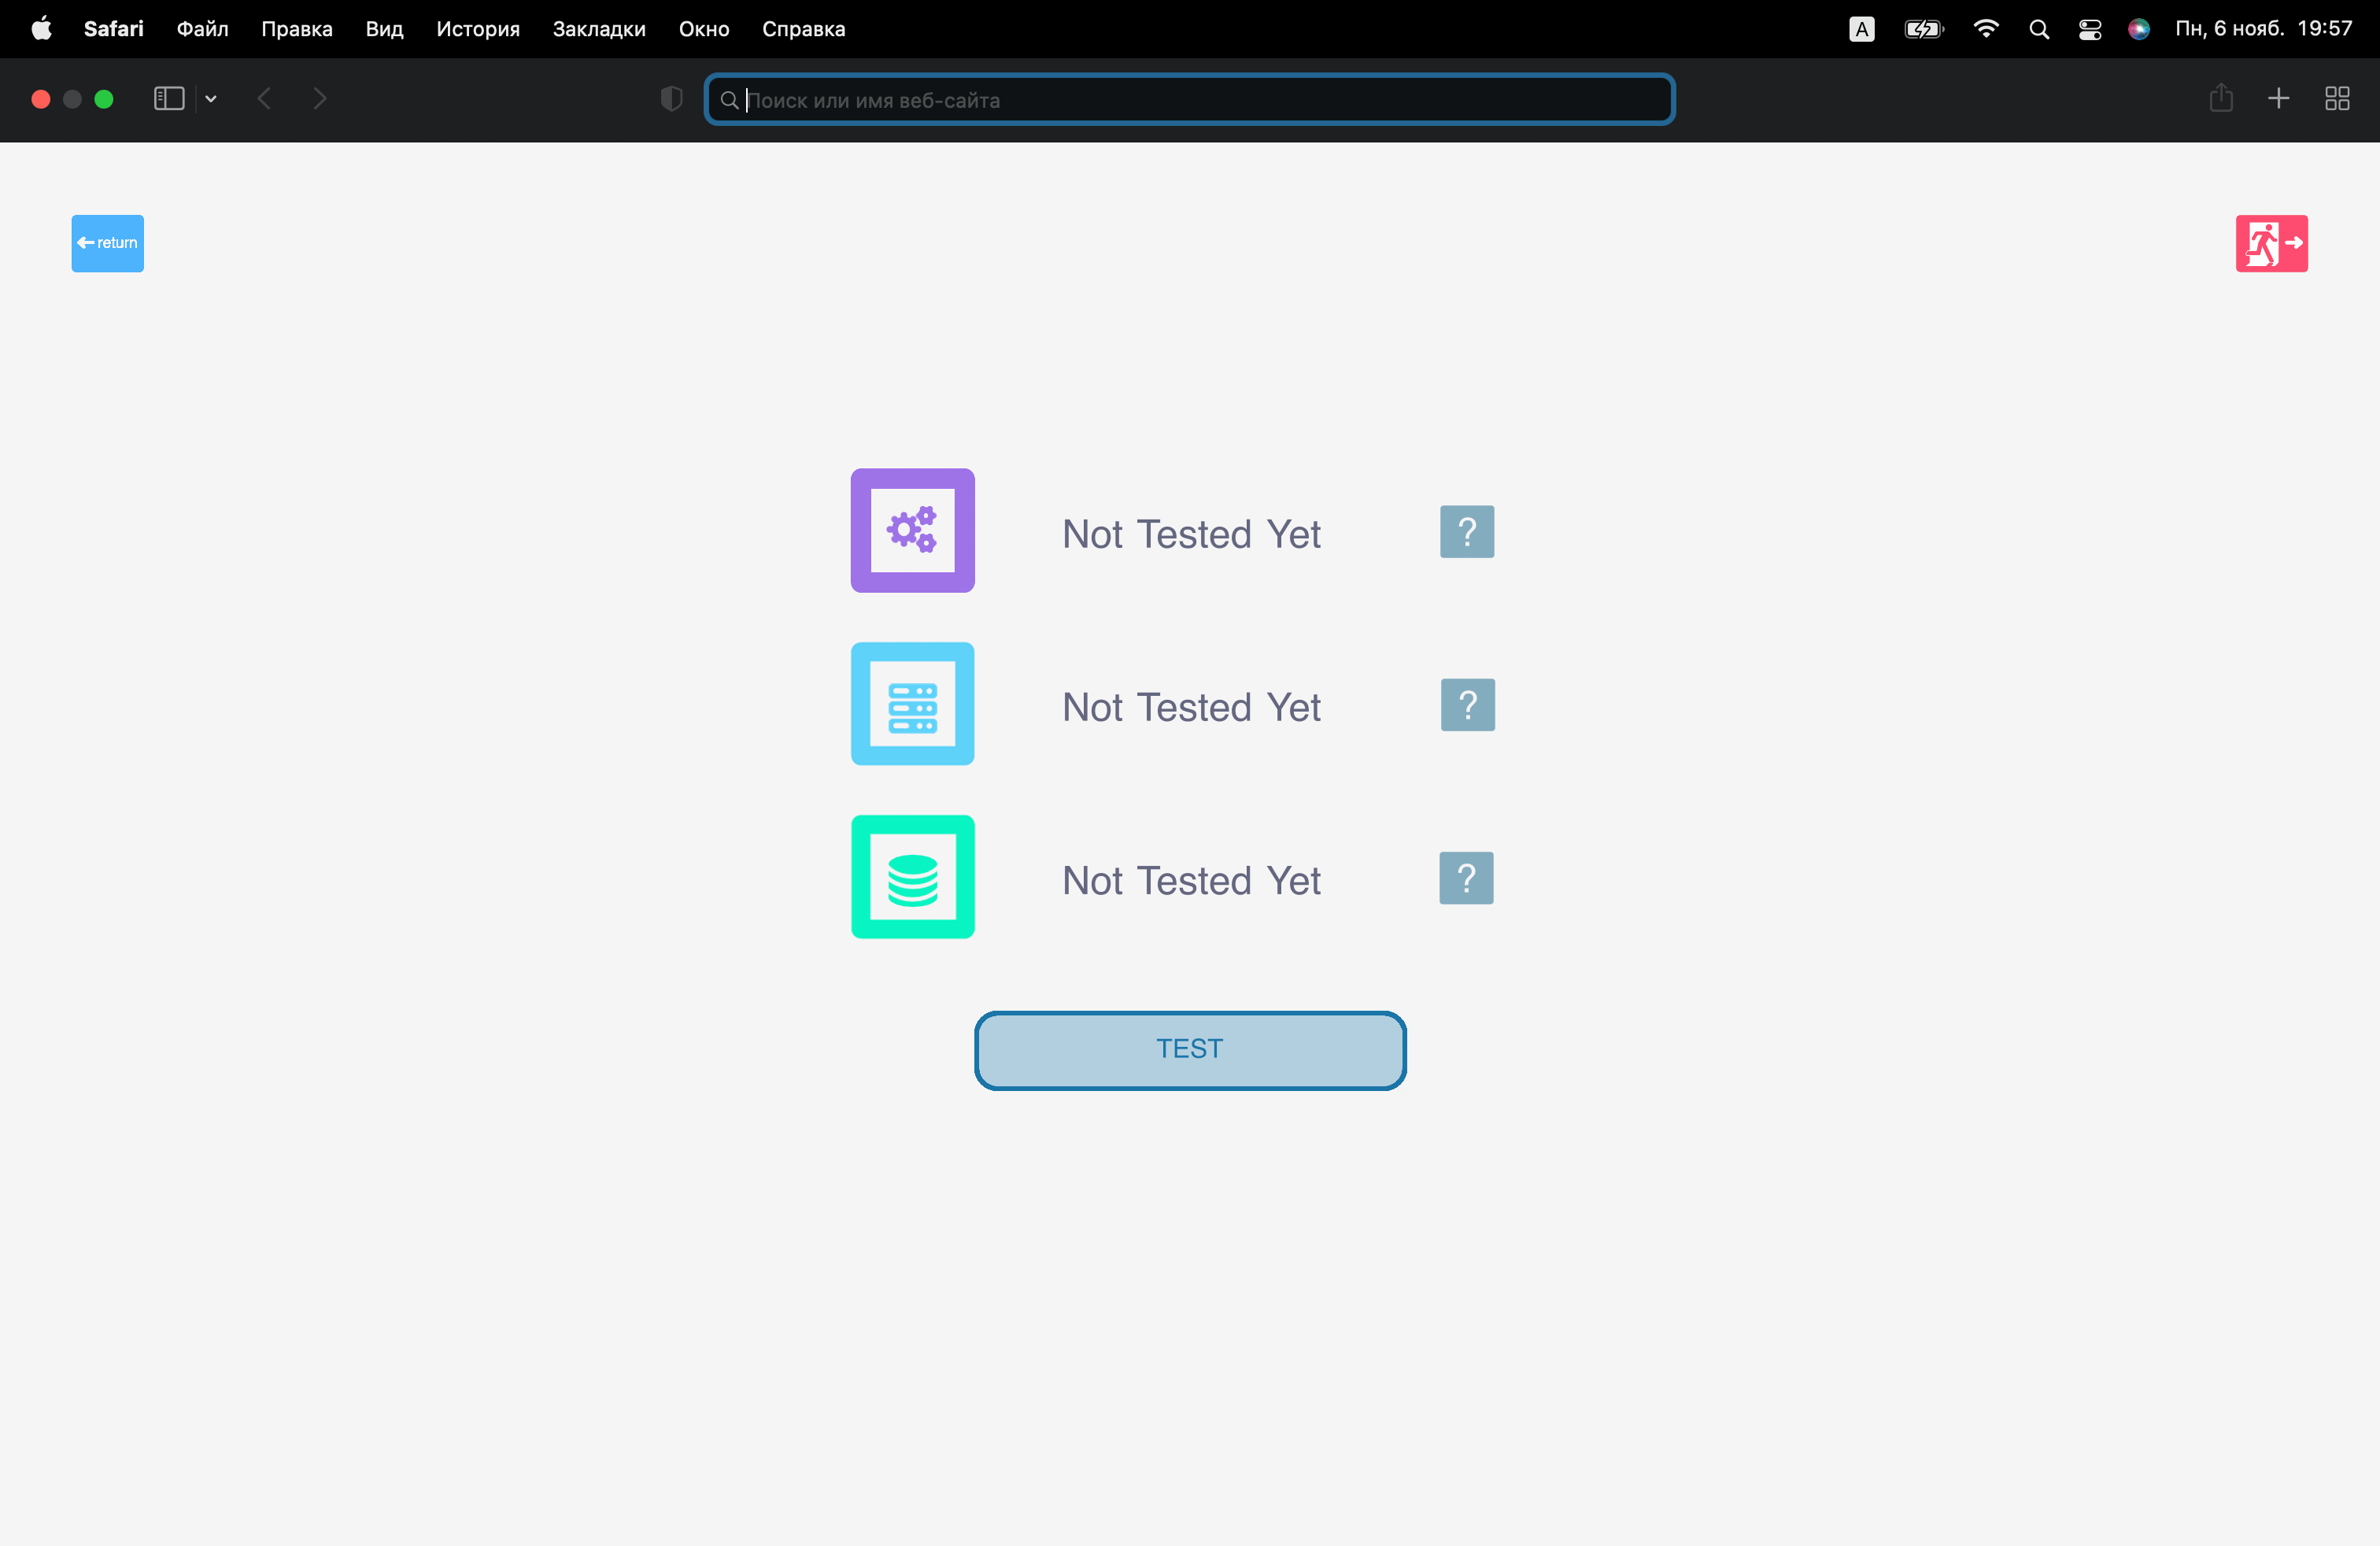 Safari Файл Правка Вид История Закладки Окно Справка A Пн, 6 нояб. 19:57
Поиск или имя веб-сайта
return
Not Tested Yet ?
Not Tested Yet ?
Not Tested Yet ?
TEST